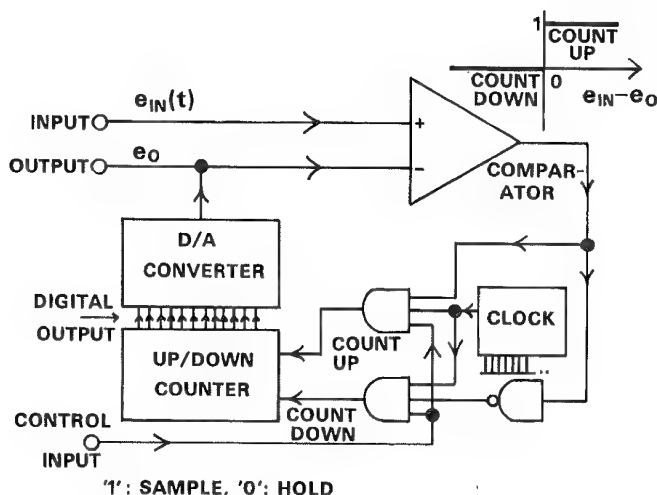 1
COUNT
UP
COUNT
DOWN
0
eIN−eO
eIN(t)
INPUT
+
OUTPUT
eO
−
COMPAR-
ATOR
D/A
CONVERTER
DIGITAL
OUTPUT
CLOCK
COUNT
UP
UP/DOWN
COUNTER
COUNT
DOWN
CONTROL
INPUT
'1': SAMPLE, '0': HOLD